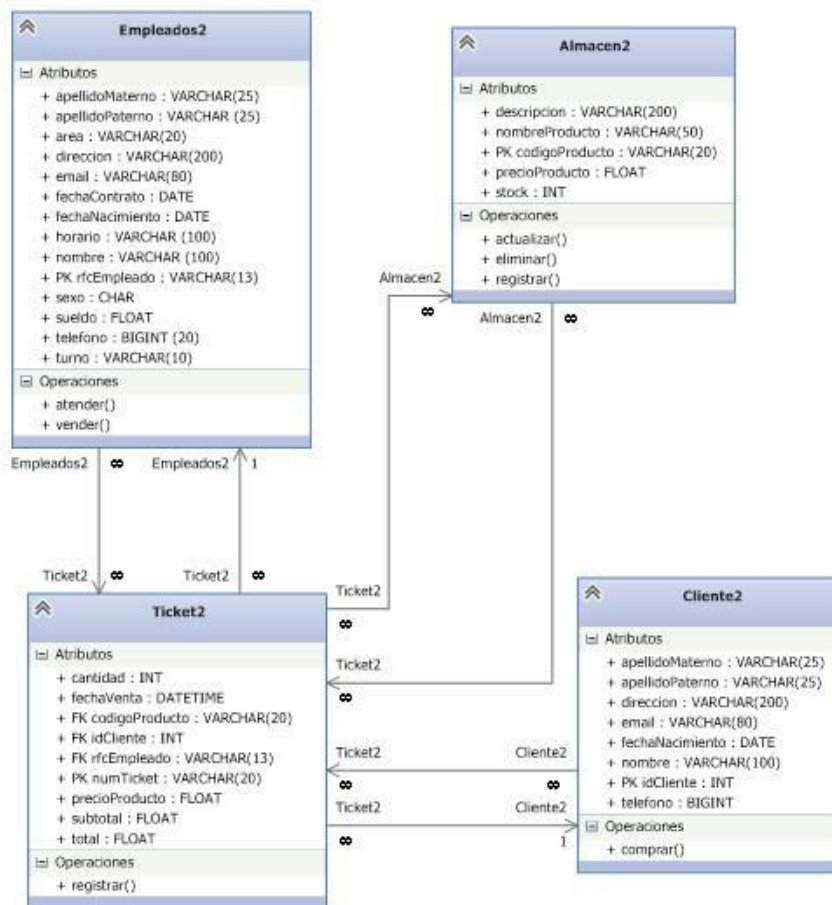 Empleados2
Atributos
+ apellidoMaterno : VARCHAR(25)
+ apellidoPaterno : VARCHAR (25)
+ area : VARCHAR(20)
+ direccion : VARCHAR(200)
+ email : VARCHAR(80)
+ fechaContrato : DATE
+ fechaNacimiento : DATE
+ horario : VARCHAR (100)
+ nombre : VARCHAR (100)
+ PK rfcEmpleado : VARCHAR(13)
+ sexo : CHAR
+ sueldo : FLOAT
+ telefono : BIGINT (20)
+ turno : VARCHAR(10)
Operaciones
+ atender()
+ vender()
Almacen2
Atributos
+ descripcion : VARCHAR(200)
+ nombreProducto : VARCHAR(50)
+ PK codigoProducto : VARCHAR(20)
+ precioProducto : FLOAT
+ stock : INT
Operaciones
+ actualizar()
+ eliminar()
+ registrar()
Almacen2
∞
Almacen2 ∞
Empleados2 ∞ Empleados2 1
Ticket2 ∞ Ticket2 ∞
Ticket2
∞
Ticket2
∞
Ticket2 Cliente2
∞ ∞
Ticket2 Cliente2
∞ 1
Ticket2
Atributos
+ cantidad : INT
+ fechaVenta : DATETIME
+ FK codigoProducto : VARCHAR(20)
+ FK idCliente : INT
+ FK rfcEmpleado : VARCHAR(13)
+ PK numTicket : VARCHAR(20)
+ precioProducto : FLOAT
+ subtotal : FLOAT
+ total : FLOAT
Operaciones
+ registrar()
Cliente2
Atributos
+ apellidoMaterno : VARCHAR(25)
+ apellidoPaterno : VARCHAR(25)
+ direccion : VARCHAR(200)
+ email : VARCHAR(80)
+ fechaNacimiento : DATE
+ nombre : VARCHAR(100)
+ PK idCliente : INT
+ telefono : BIGINT
Operaciones
+ comprar()